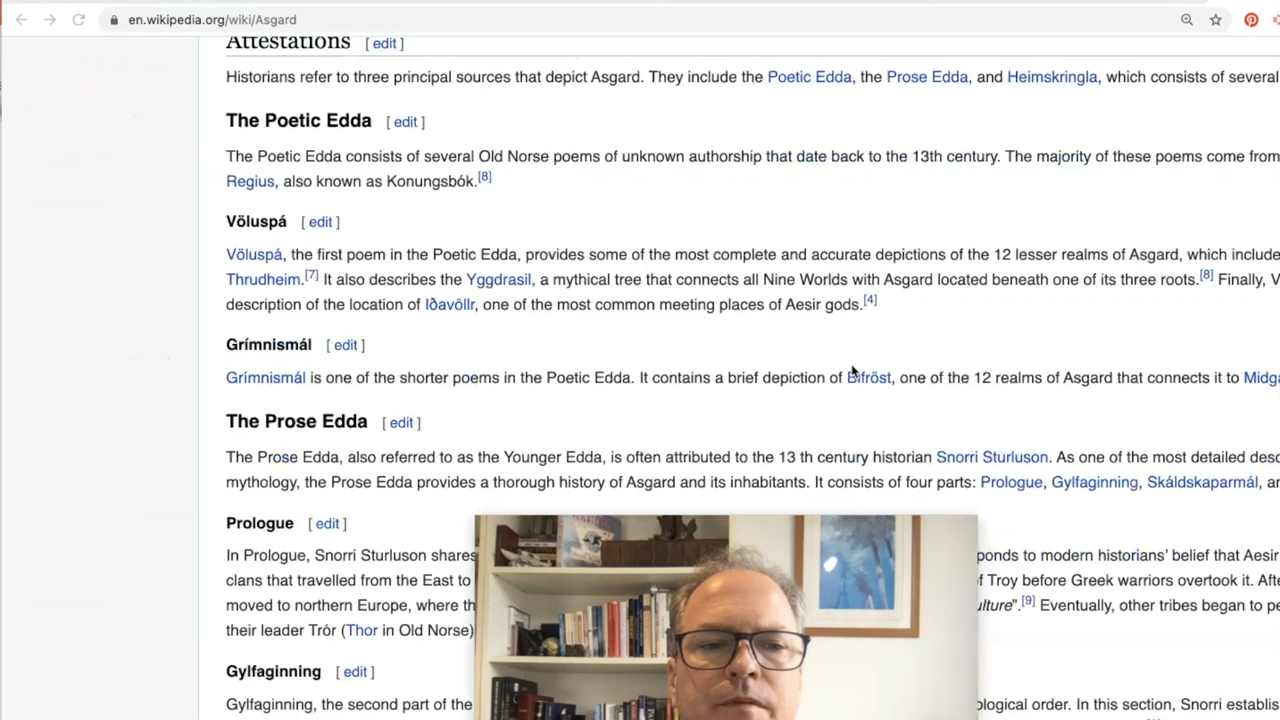 en.wikipedia.org/wiki/Asgard
Attestations [ edit ]
Historians refer to three principal sources that depict Asgard. They include the Poetic Edda, the Prose Edda, and Heimskringla, which consists of several
The Poetic Edda [ edit ]
The Poetic Edda consists of several Old Norse poems of unknown authorship that date back to the 13th century. The majority of these poems come from
Regius, also known as Konungsbók.[8]
Völuspá [ edit ]
Völuspá, the first poem in the Poetic Edda, provides some of the most complete and accurate depictions of the 12 lesser realms of Asgard, which include
Thrudheim.[7] It also describes the Yggdrasil, a mythical tree that connects all Nine Worlds with Asgard located beneath one of its three roots.[8] Finally, V
description of the location of Iðavöllr, one of the most common meeting places of Aesir gods.[4]
Grímnismál [ edit ]
Grímnismál is one of the shorter poems in the Poetic Edda. It contains a brief depiction of Bifröst, one of the 12 realms of Asgard that connects it to Midga
The Prose Edda [ edit ]
The Prose Edda, also referred to as the Younger Edda, is often attributed to the 13 th century historian Snorri Sturluson. As one of the most detailed desc
mythology, the Prose Edda provides a thorough history of Asgard and its inhabitants. It consists of four parts: Prologue, Gylfaginning, Skáldskaparmál, an
Prologue [ edit ]
In Prologue, Snorri Sturluson shares ponds to modern historians' belief that Aesir
clans that travelled from the East to of Troy before Greek warriors overtook it. Afte
moved to northern Europe, where th ulture".[9] Eventually, other tribes began to pe
their leader Trór (Thor in Old Norse)
Gylfaginning [ edit ]
Gylfaginning, the second part of the ological order. In this section, Snorri establis